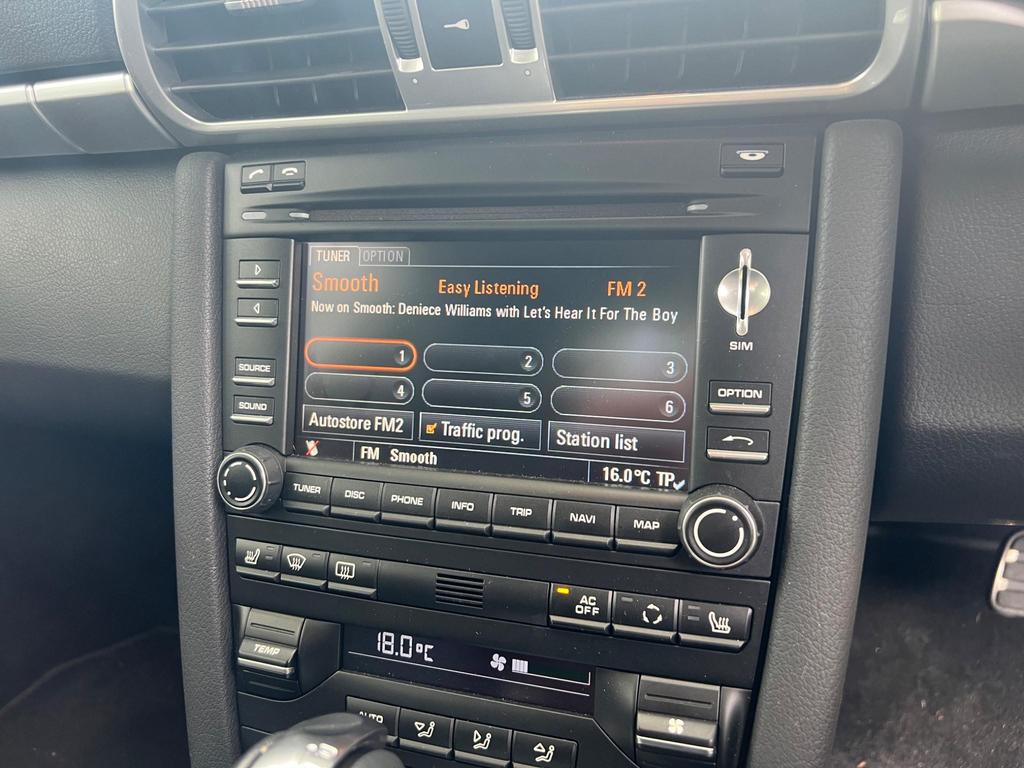 TUNER OPTION
Smooth Easy Listening FM 2
Now on Smooth: Deniece Williams with Let's Hear It For The Boy
1 2 3
4 5 6
Autostore FM2 Traffic prog. Station list
FM Smooth
16.0°C TP
SOURCE
SOUND
SIM
OPTION
TUNER DISC PHONE INFO TRIP NAVI MAP
AC
OFF
TEMP
18.0°C
AUTO